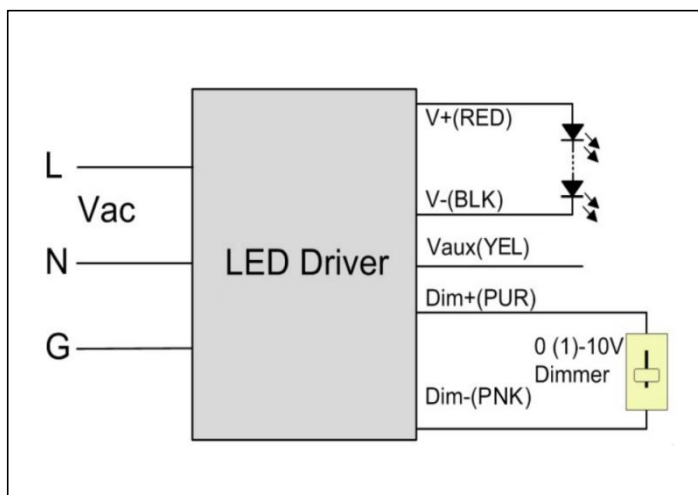 L
Vac
N
G
LED Driver
V+(RED)
V-(BLK)
Vaux(YEL)
Dim+(PUR)
0 (1)-10V
Dimmer
Dim-(PNK)